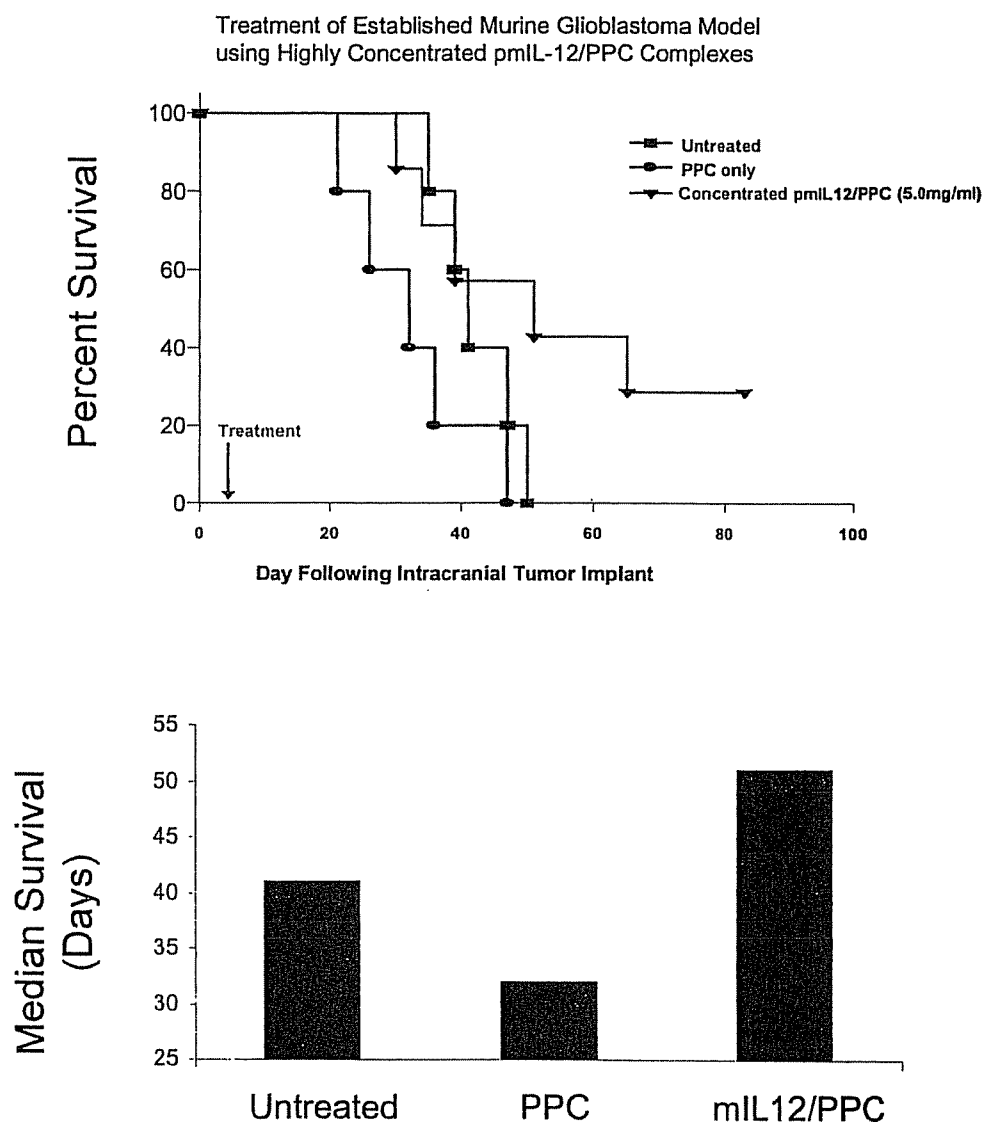 Treatment of Established Murine Glioblastoma Model
using Highly Concentrated pmIL-12/PPC Complexes
Percent Survival
100
80
60
40
20
0
Untreated
PPC only
Concentrated pmIL12/PPC (5.0mg/ml)
Treatment
0
20
40
60
80
100
Day Following Intracranial Tumor Implant
Median Survival
(Days)
55
50
45
40
35
30
25
Untreated
PPC
mIL12/PPC